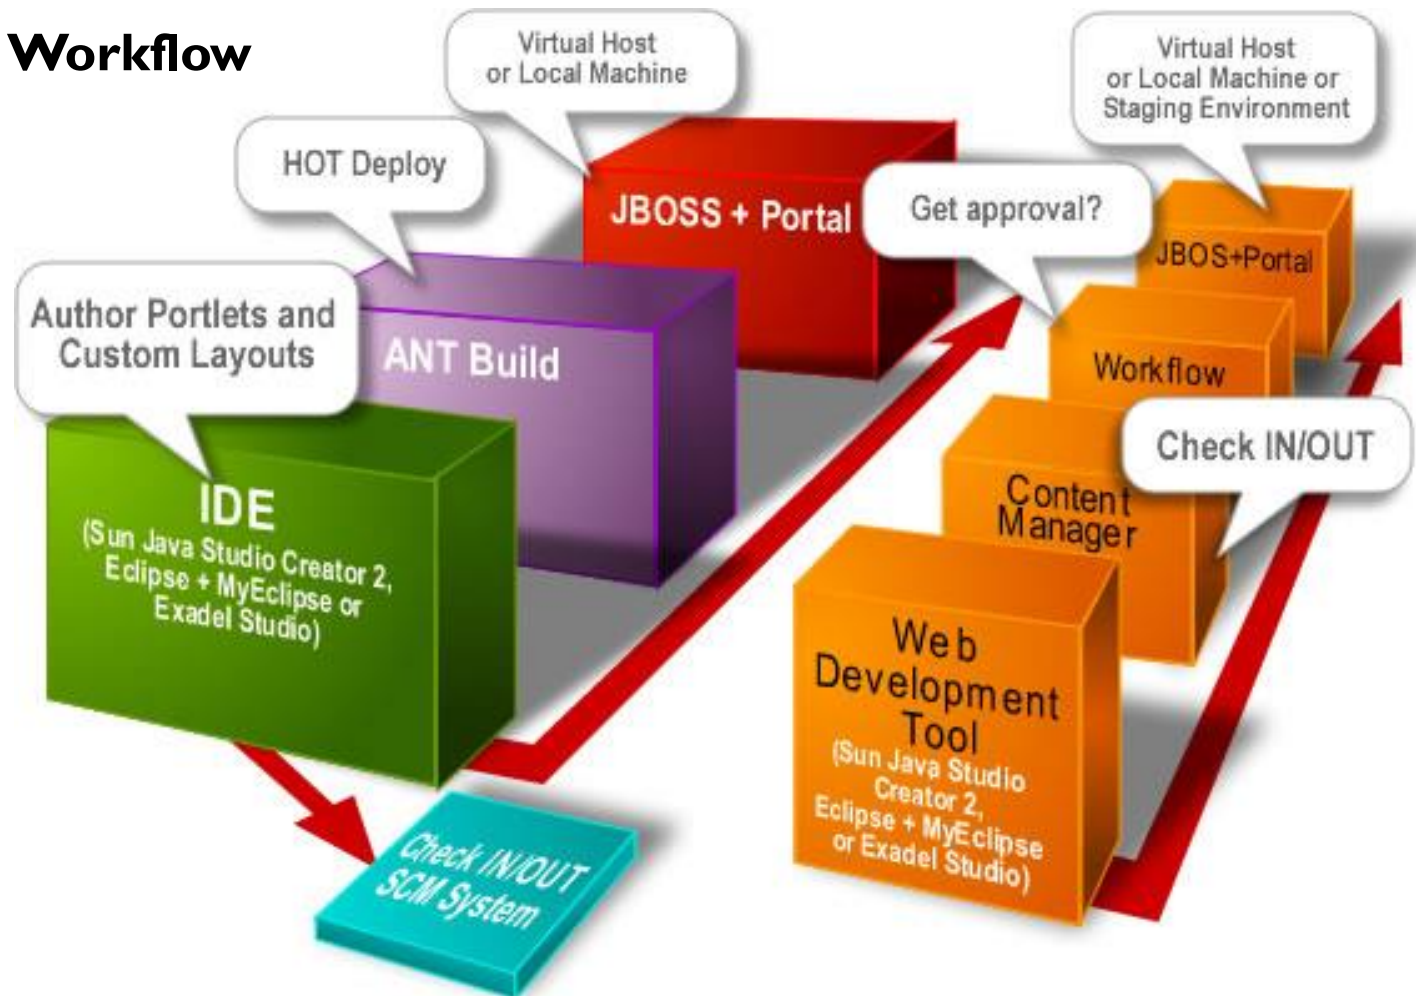 Workflow
Virtual Host
or Local Machine
HOT Deploy
JBOSS + Portal
Author Portlets and
Custom Layouts
ANT Build
IDE
(Sun Java Studio Creator 2,
Eclipse + MyEclipse or
Exadel Studio)
Check IN/OUT
SCM System
Virtual Host
or Local Machine or
Staging Environment
Get approval?
JBOS+Portal
Workflow
Check IN/OUT
Content
Manager
Web
Development
Tool
(Sun Java Studio
Creator 2,
Eclipse + MyEclipse
or Exadel Studio)